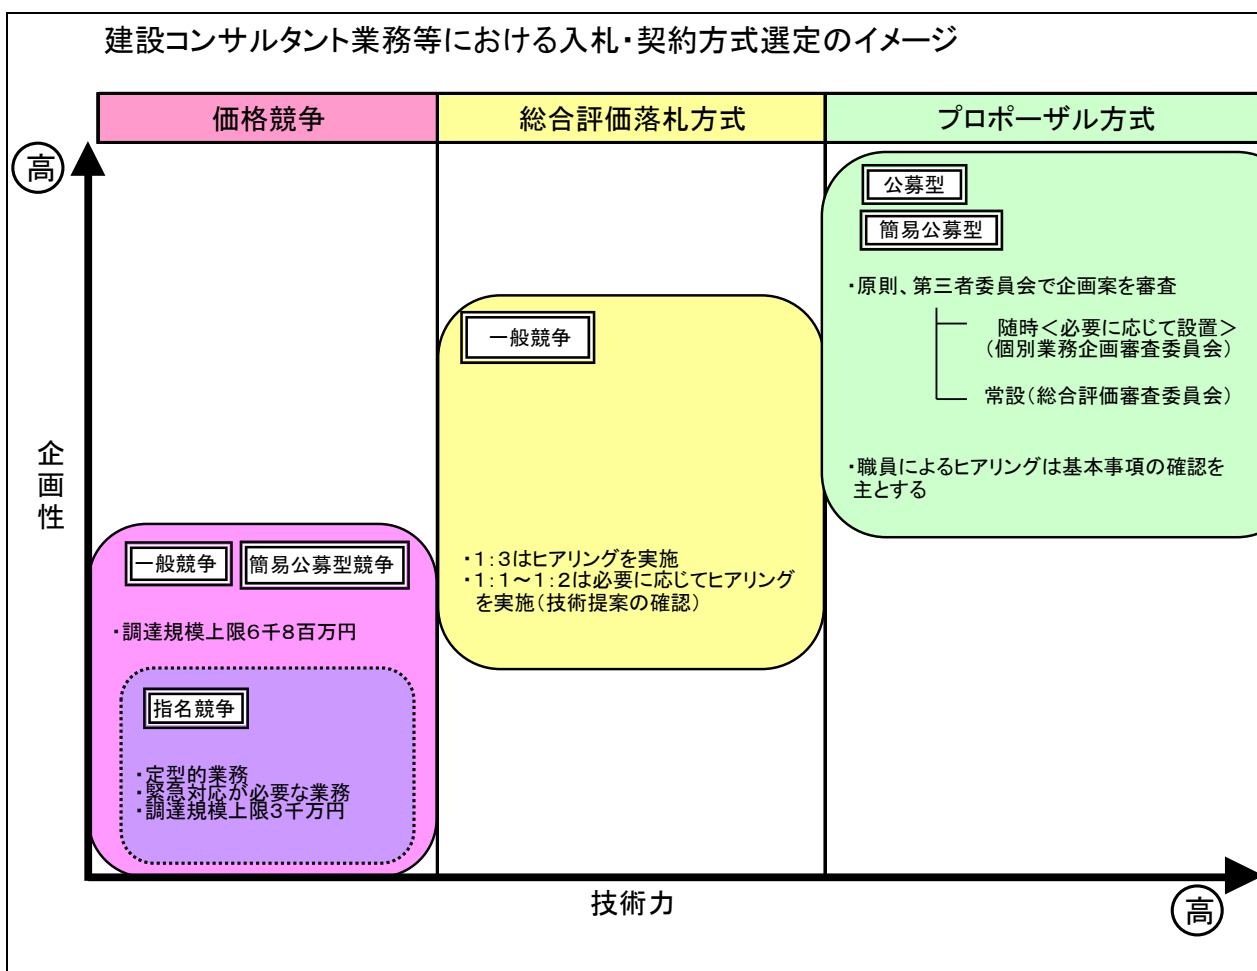 建設コンサルタント業務等における入札・契約方式選定のイメージ
価格競争
総合評価落札方式
プロポーザル方式
高
企画性
一般競争
簡易公募型競争
・調達規模上限6千8百万円
指名競争
・定型的業務
・緊急対応が必要な業務
・調達規模上限3千万円
一般競争
・1:3はヒアリングを実施
・1:1～1:2は必要に応じてヒアリング
を実施(技術提案の確認)
公募型
簡易公募型
・原則、第三者委員会で企画案を審査
随時＜必要に応じて設置＞
(個別業務企画審査委員会)
常設(総合評価審査委員会)
・職員によるヒアリングは基本事項の確認を
主とする
技術力
高